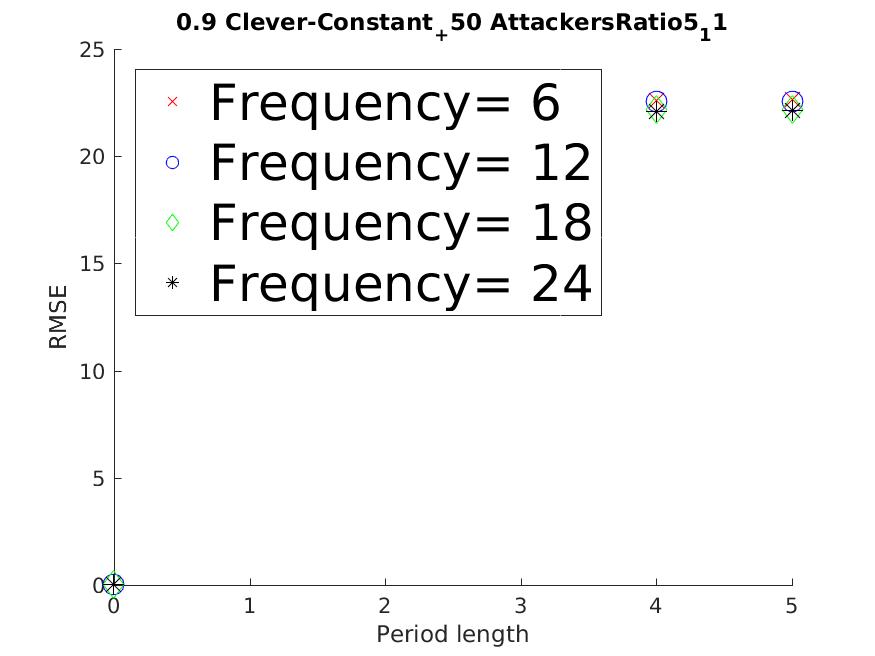 0.9 Clever-Constant+50 AttackersRatio511
25
20
15
10
5
0
RMSE
Frequency= 6
Frequency= 12
Frequency= 18
Frequency= 24
0 1 2 3 4 5
Period length